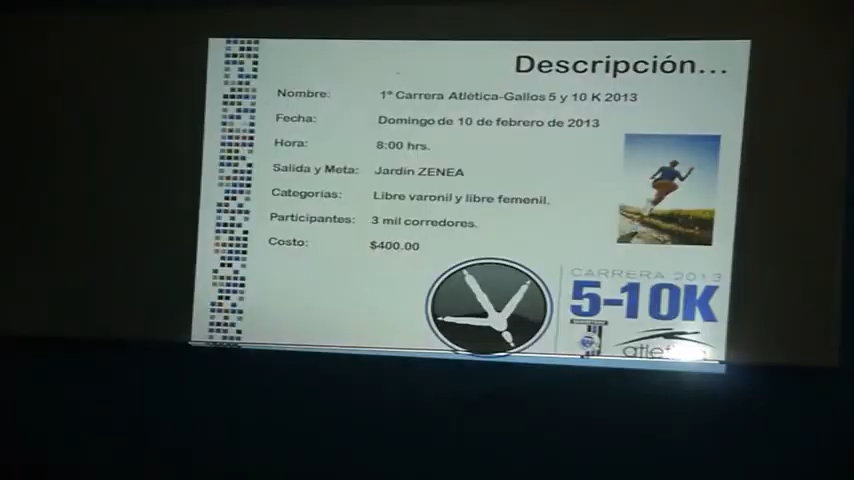 Descripción...
Nombre: 1ª Carrera Atlética-Gallos 5 y 10 K 2013
Fecha: Domingo de 10 de febrero de 2013
Hora: 8:00 hrs.
Salida y Meta: Jardín ZENEA
Categorías: Libre varonil y libre femenil.
Participantes: 3 mil corredores.
Costo: $400.00
CARRERA 2013
5-10K